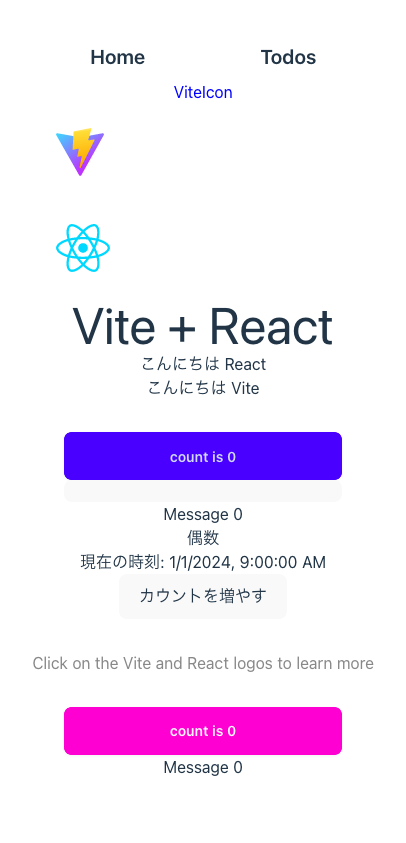 Home Todos
ViteIcon
Vite + React
こんにちは React
こんにちは Vite
count is 0
Message 0
偶数
現在の時刻: 1/1/2024, 9:00:00 AM
カウントを増やす
Click on the Vite and React logos to learn more
count is 0
Message 0